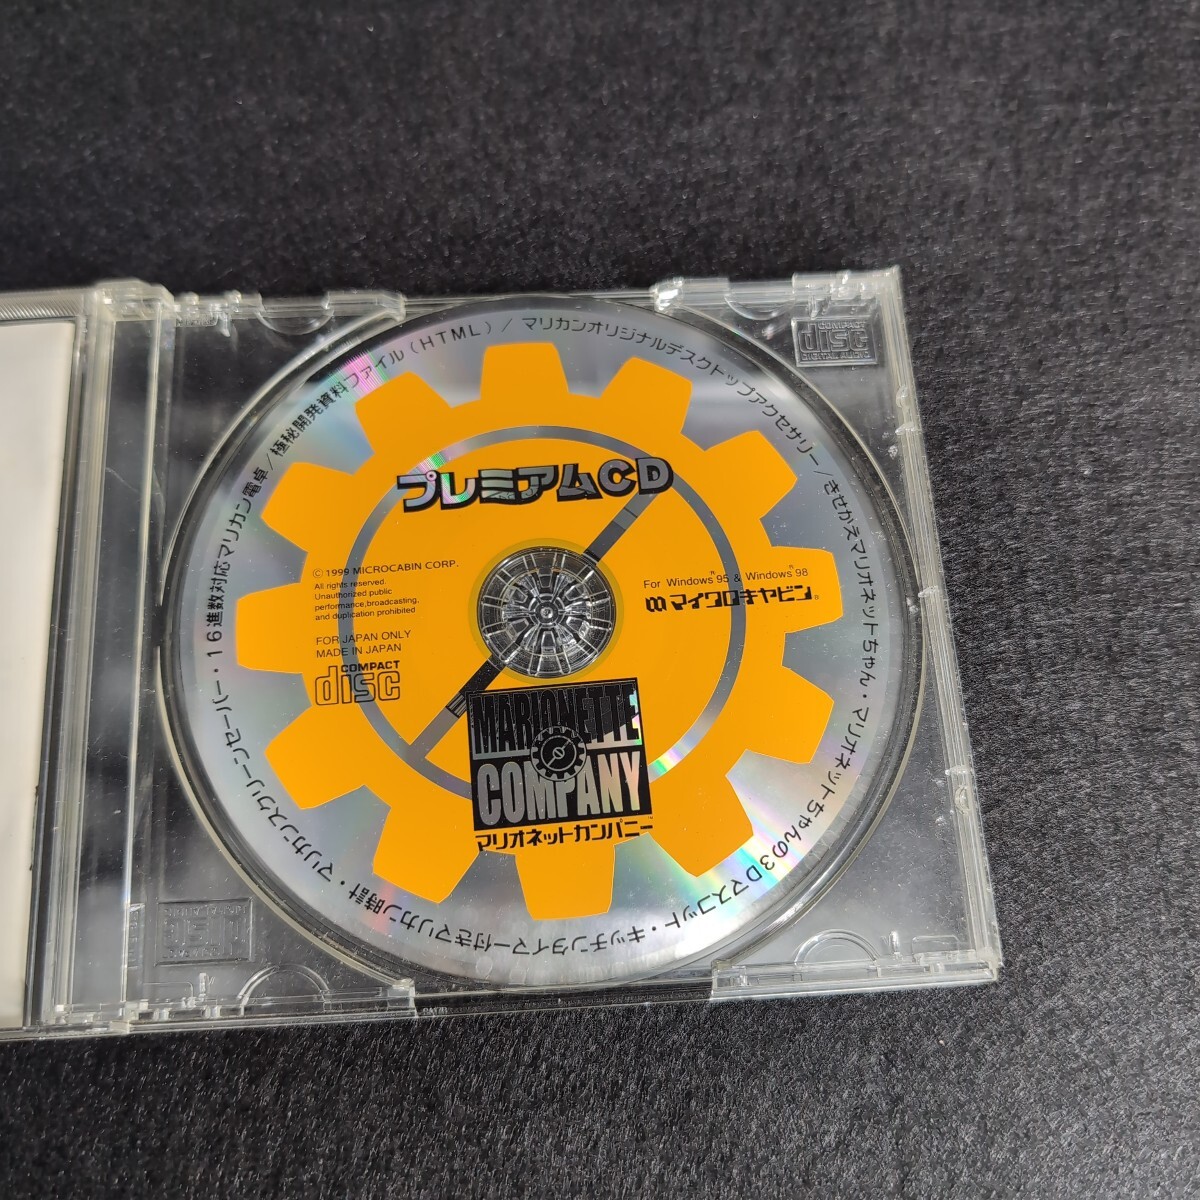 極秘開発資料ファイル(HTML)/マリカンオリジナルデスクトップアクセサリー/きせかえマリオネットちゃん・マリオネットちゃんの3Dマスコット・キッチンタイマー付きマリカン時計・マリカンスクリーンセーバー・16進数対応マリカン電卓/
プレミアムCD
© 1999 MICROCABIN CORP.
All rights reserved.
Unauthorized public
performance,broadcasting,
and duplication prohibited
FOR JAPAN ONLY
MADE IN JAPAN
COMPACT
disc
For Windows® 95 & Windows® 98
マイクロキャビン®
MARIONETTE
COMPANY
マリオネットカンパニー™
COMPACT
disc
DIGITAL AUDIO